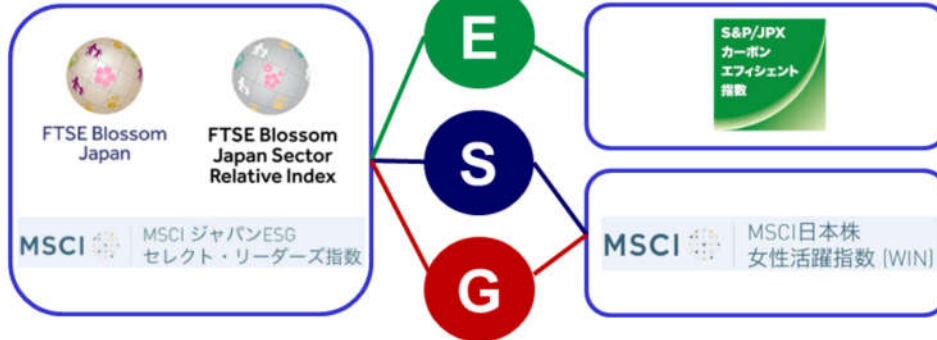 FTSE Blossom
Japan
FTSE Blossom
Japan Sector
Relative Index
MSCI
MSCI ジャパンESG
セレクト・リーダーズ指数
E
S
G
S&P/JPX
カーボン
エフィシェント
指数
MSCI
MSCI日本株
女性活躍指数 (WIN)